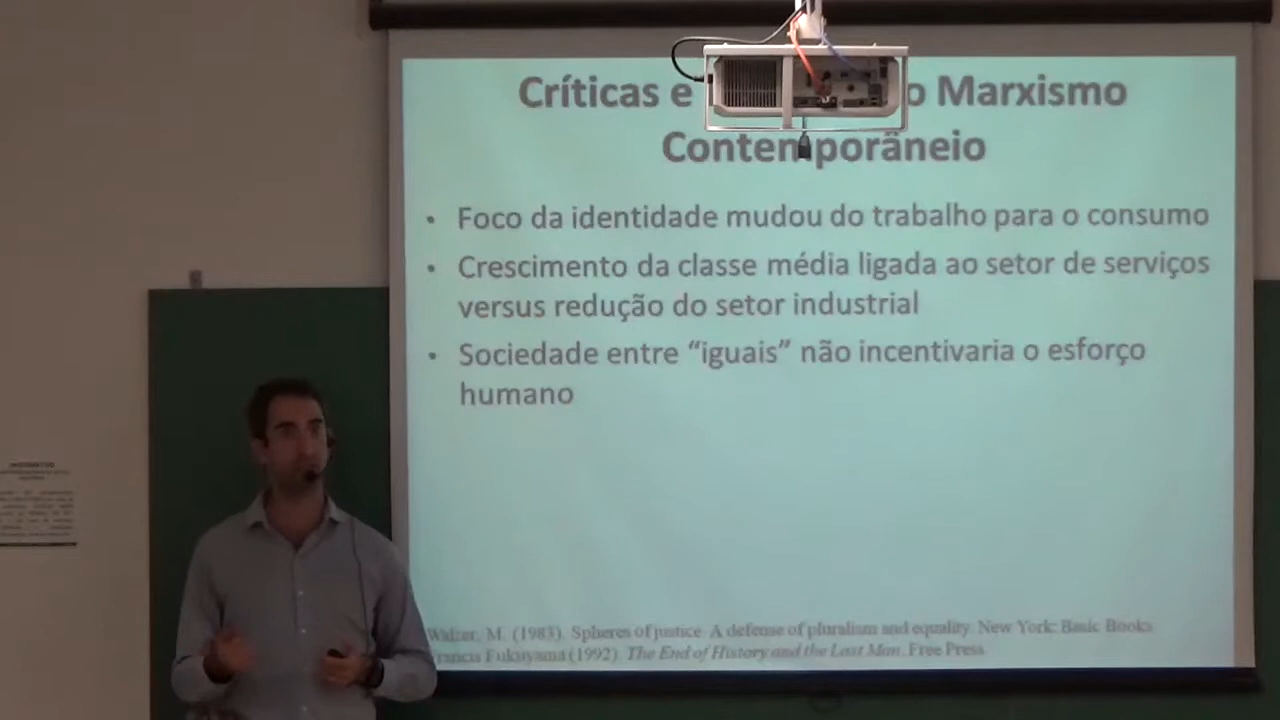 Críticas e o Marxismo
Contemporâneio
• Foco da identidade mudou do trabalho para o consumo
• Crescimento da classe média ligada ao setor de serviços
versus redução do setor industrial
• Sociedade entre “iguais” não incentivaria o esforço
humano
Walzer, M. (1983). Spheres of justice. A defense of pluralism and equality. New York: Basic Books
Francis Fukuyama (1992). The End of History and the Last Man. Free Press